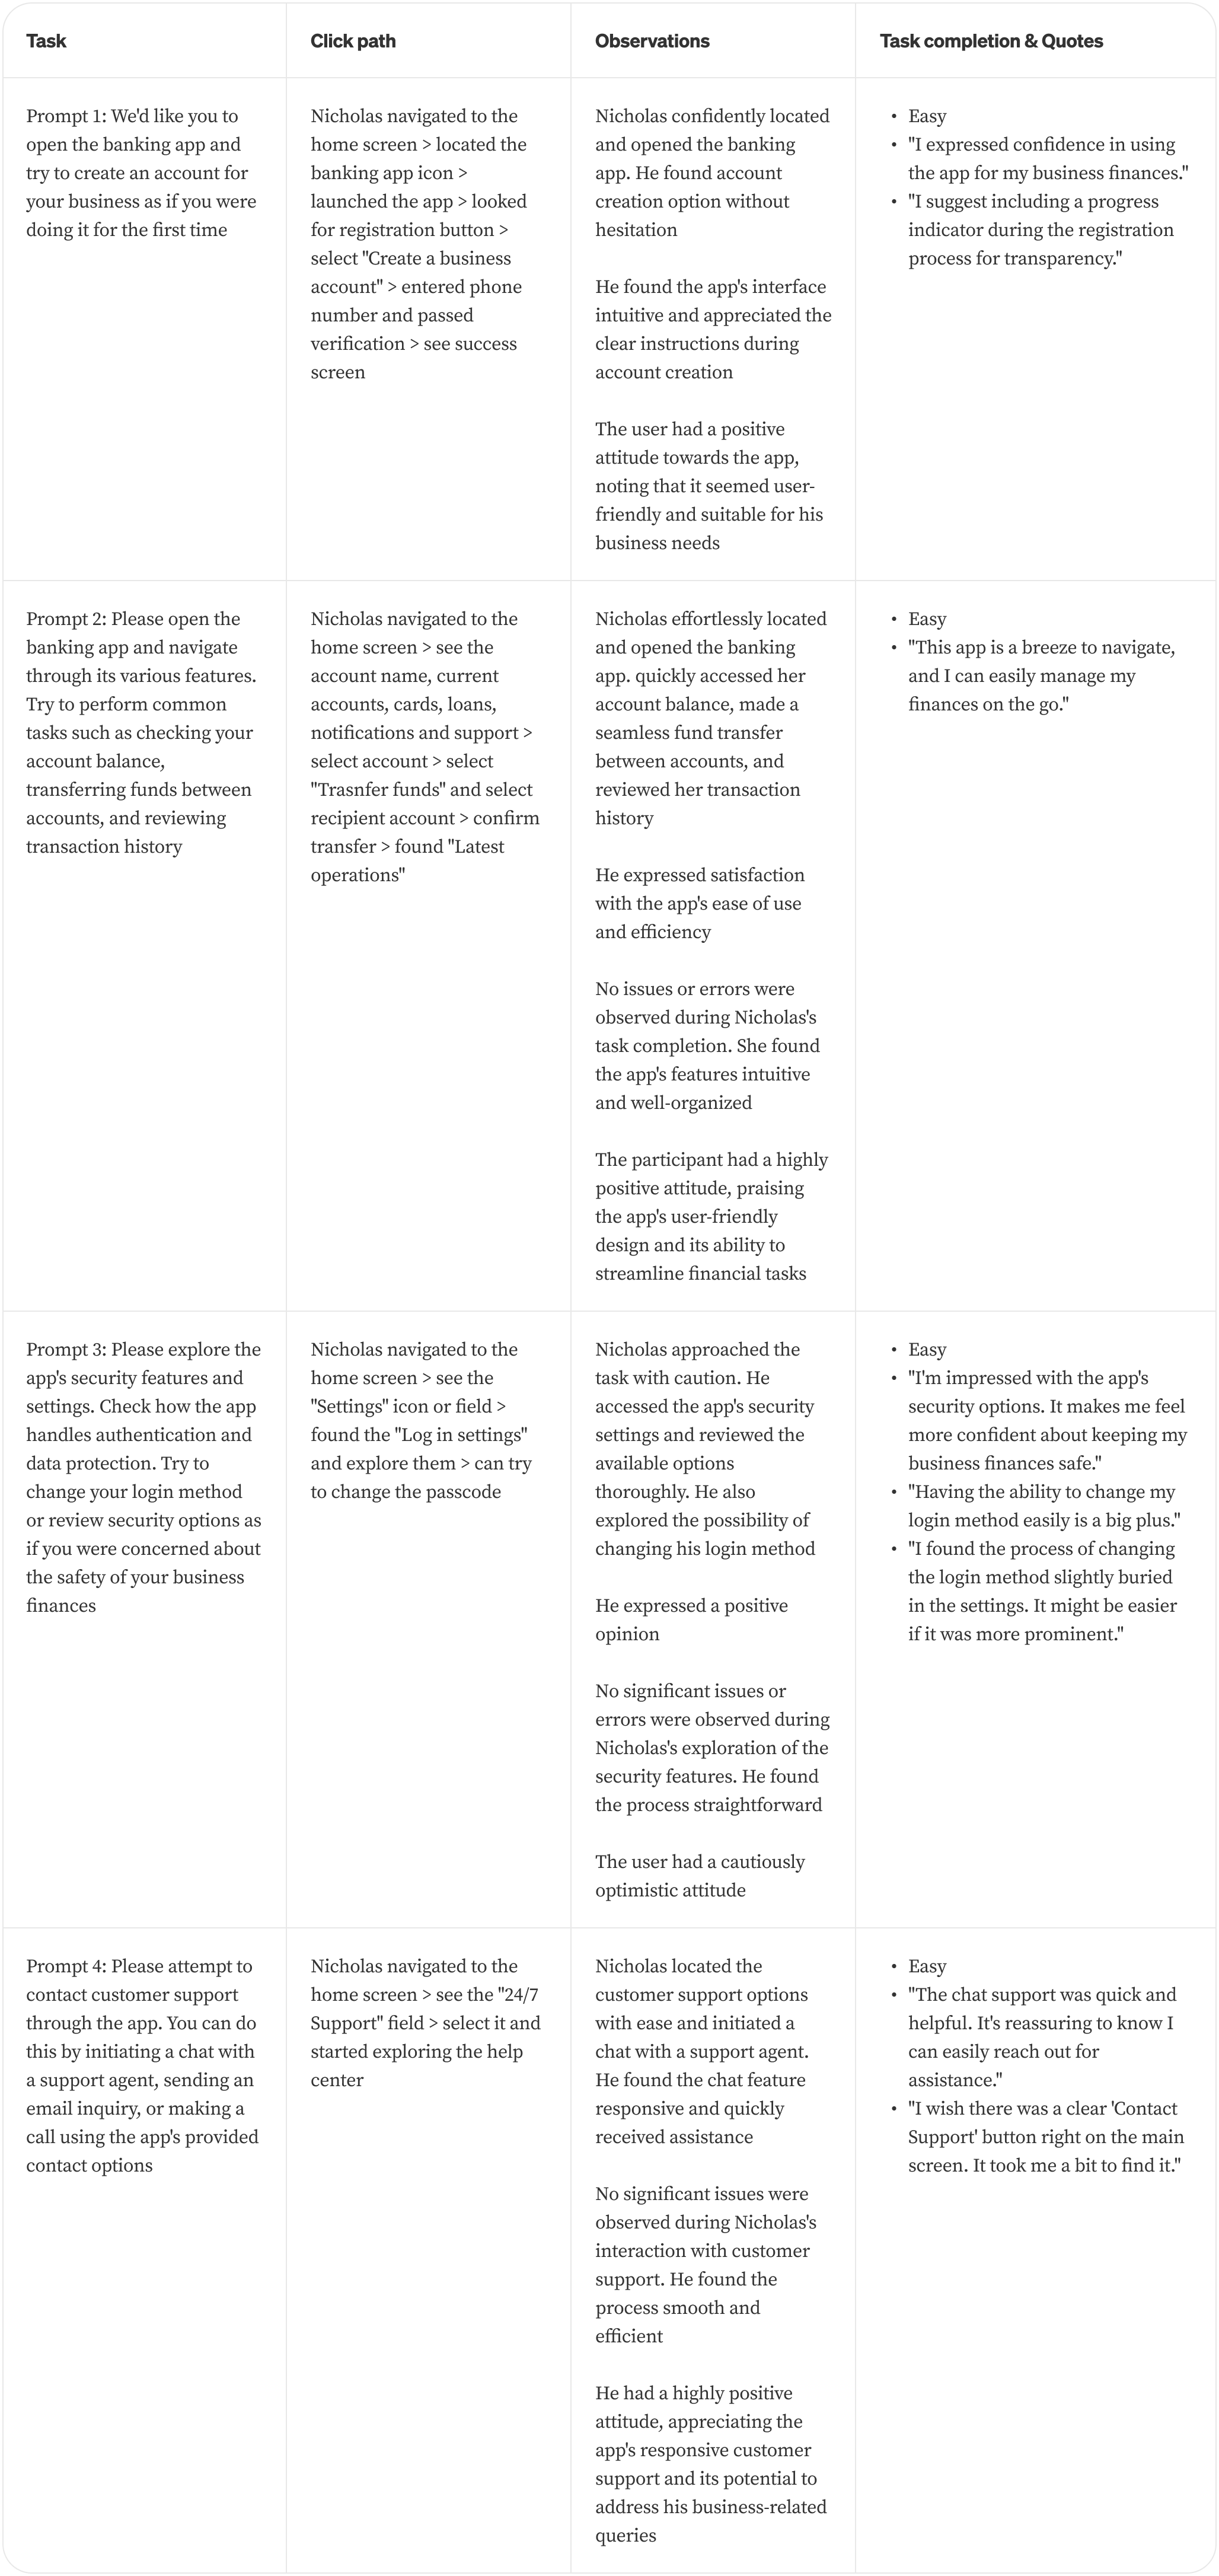 Task
Click path
Observations
Task completion & Quotes
Prompt 1: We'd like you to
open the banking app and
try to create an account for
your business as if you were
doing it for the first time
Nicholas navigated to the
home screen > located the
banking app icon >
launched the app > looked
for registration button >
select "Create a business
account" > entered phone
number and passed
verification > see success
screen
Nicholas confidently located
and opened the banking
app. He found account
creation option without
hesitation
He found the app's interface
intuitive and appreciated the
clear instructions during
account creation
The user had a positive
attitude towards the app,
noting that it seemed user-
friendly and suitable for his
business needs
• Easy
• "I expressed confidence in using
the app for my business finances."
• "I suggest including a progress
indicator during the registration
process for transparency."
Prompt 2: Please open the
banking app and navigate
through its various features.
Try to perform common
tasks such as checking your
account balance,
transferring funds between
accounts, and reviewing
transaction history
Nicholas navigated to the
home screen > see the
account name, current
accounts, cards, loans,
notifications and support >
select account > select
"Trasnfer funds" and select
recipient account > confirm
transfer > found "Latest
operations"
Nicholas effortlessly located
and opened the banking
app. quickly accessed her
account balance, made a
seamless fund transfer
between accounts, and
reviewed her transaction
history
He expressed satisfaction
with the app's ease of use
and efficiency
No issues or errors were
observed during Nicholas's
task completion. She found
the app's features intuitive
and well-organized
The participant had a highly
positive attitude, praising
the app's user-friendly
design and its ability to
streamline financial tasks
• Easy
• "This app is a breeze to navigate,
and I can easily manage my
finances on the go."
Prompt 3: Please explore the
app's security features and
settings. Check how the app
handles authentication and
data protection. Try to
change your login method
or review security options as
if you were concerned about
the safety of your business
finances
Nicholas navigated to the
home screen > see the
"Settings" icon or field >
found the "Log in settings"
and explore them > can try
to change the passcode
Nicholas approached the
task with caution. He
accessed the app's security
settings and reviewed the
available options
thoroughly. He also
explored the possibility of
changing his login method
He expressed a positive
opinion
No significant issues or
errors were observed during
Nicholas's exploration of the
security features. He found
the process straightforward
The user had a cautiously
optimistic attitude
• Easy
• "I'm impressed with the app's
security options. It makes me feel
more confident about keeping my
business finances safe."
• "Having the ability to change my
login method easily is a big plus."
• "I found the process of changing
the login method slightly buried
in the settings. It might be easier
if it was more prominent."
Prompt 4: Please attempt to
contact customer support
through the app. You can do
this by initiating a chat with
a support agent, sending an
email inquiry, or making a
call using the app's provided
contact options
Nicholas navigated to the
home screen > see the "24/7
Support" field > select it and
started exploring the help
center
Nicholas located the
customer support options
with ease and initiated a
chat with a support agent.
He found the chat feature
responsive and quickly
received assistance
No significant issues were
observed during Nicholas's
interaction with customer
support. He found the
process smooth and
efficient
He had a highly positive
attitude, appreciating the
app's responsive customer
support and its potential to
address his business-related
queries
• Easy
• "The chat support was quick and
helpful. It's reassuring to know I
can easily reach out for
assistance."
• "I wish there was a clear 'Contact
Support' button right on the main
screen. It took me a bit to find it."